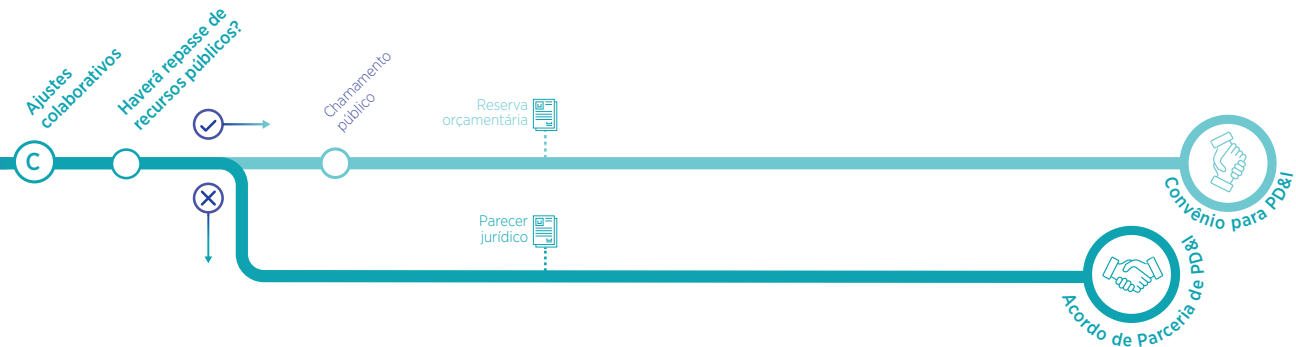 Ajustes
colaborativos
C
Haverá repasse de
recursos públicos?
Chamamento
público
Reserva
orçamentária
Convênio para PD&I
Parecer
jurídico
Acordo de Parceria de PD&I